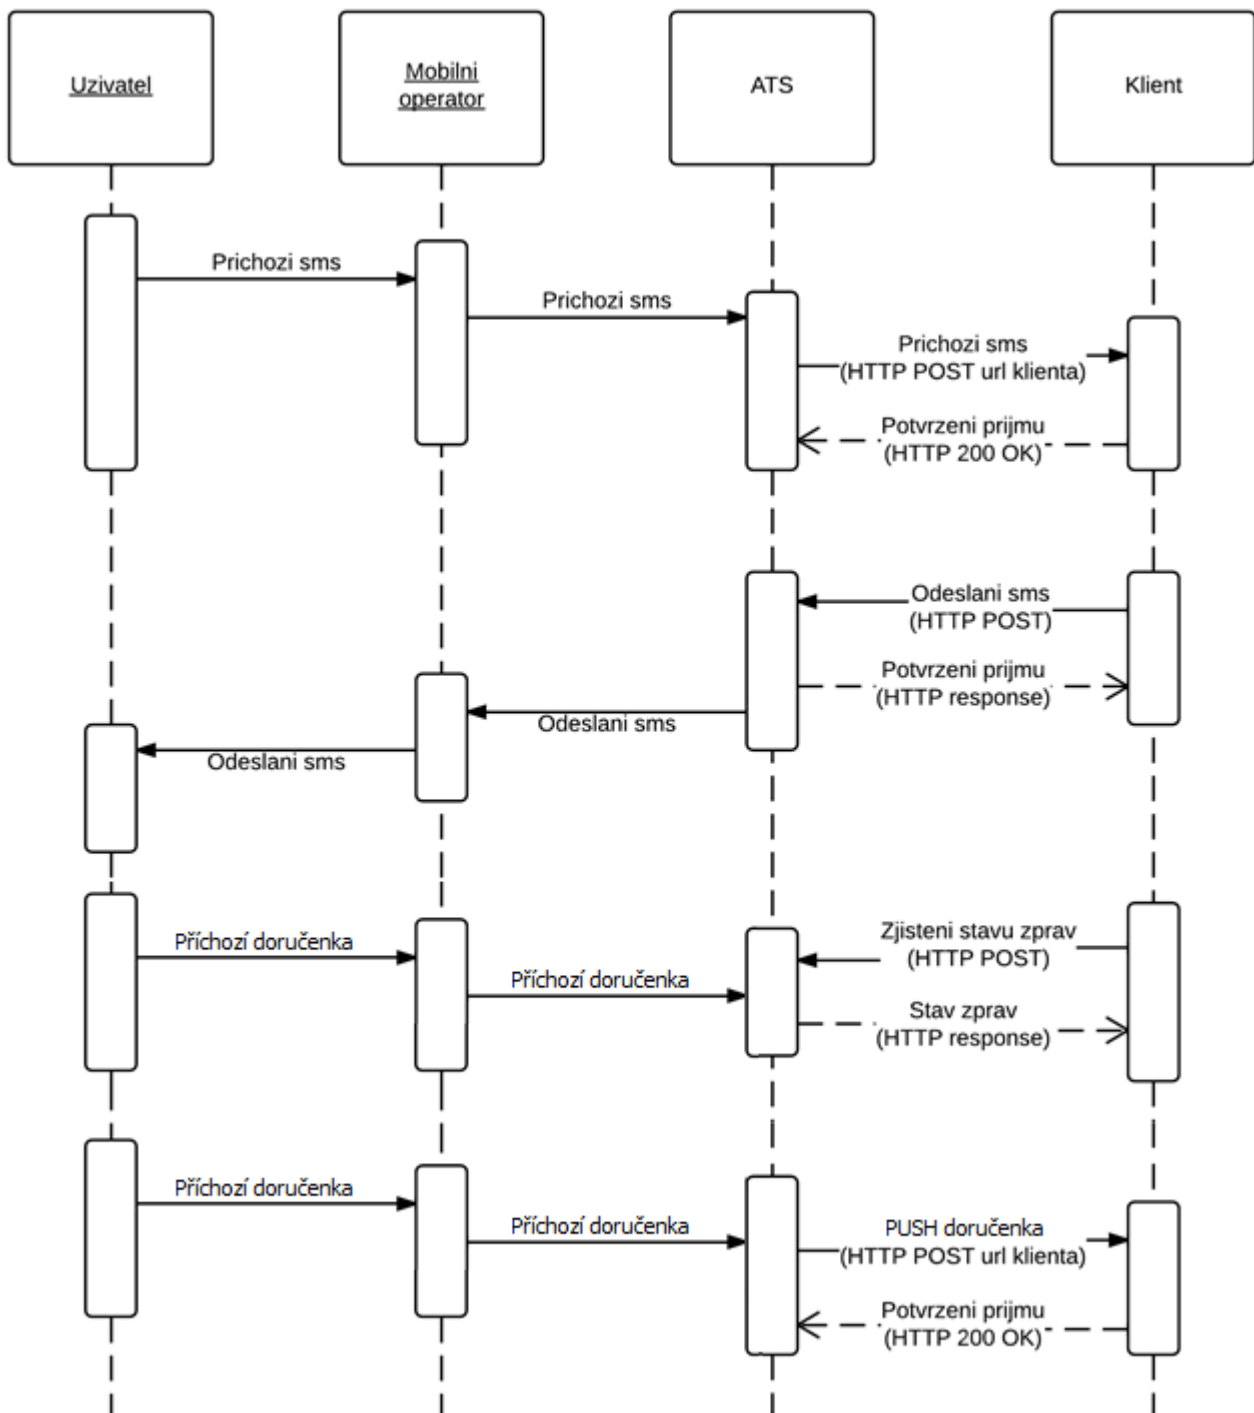 Uzivatel
Mobilni
operator
ATS
Klient
Prichozi sms
Prichozi sms
Prichozi sms
(HTTP POST url klienta)
Potvrzeni prijmu
(HTTP 200 OK)
Odeslani sms
(HTTP POST)
Potvrzeni prijmu
(HTTP response)
Odeslani sms
Odeslani sms
Příchozí doručenka
Příchozí doručenka
Zjisteni stavu zprav
(HTTP POST)
Stav zprav
(HTTP response)
Příchozí doručenka
Příchozí doručenka
PUSH doručenka
(HTTP POST url klienta)
Potvrzeni prijmu
(HTTP 200 OK)